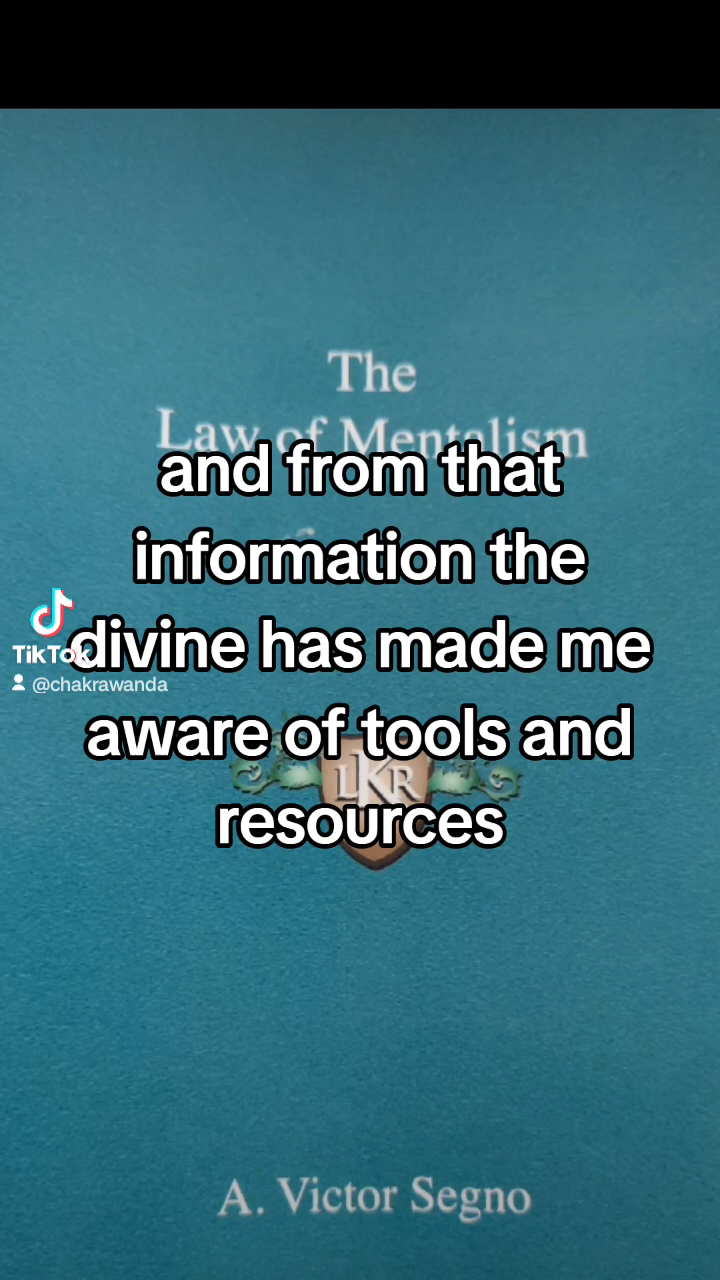 The
Law of Mentalism
and from that
information the
divine has made me
aware of tools and
resources
TikTok
@chakrawanda
LKR
A. Victor Segno